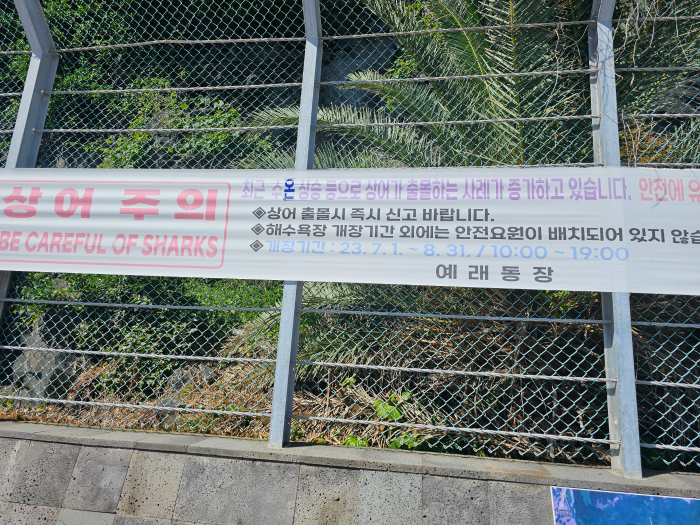 상어 주의
BE CAREFUL OF SHARKS
최근 수온 상승 등으로 상어가 출몰하는 사례가 증가하고 있습니다. 안전에
◈상어 출몰시 즉시 신고 바랍니다.
◈해수욕장 개장기간 외에는 안전요원이 배치되어 있지
◈개장기간 : 23. 7. 1. ~ 8. 31. / 10:00 ~ 19:00
예래동장